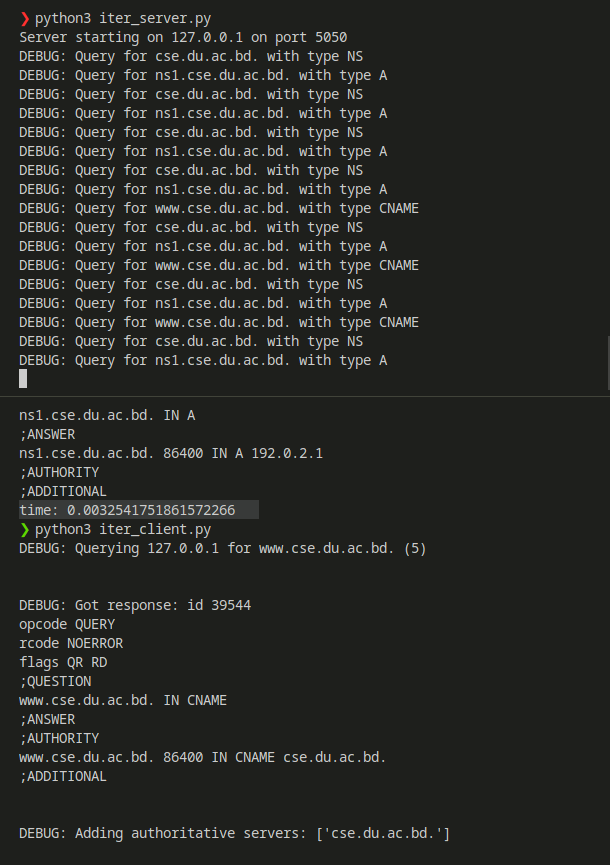 ❯ python3 iter_server.py
Server starting on 127.0.0.1 on port 5050
DEBUG: Query for cse.du.ac.bd. with type NS
DEBUG: Query for ns1.cse.du.ac.bd. with type A
DEBUG: Query for cse.du.ac.bd. with type NS
DEBUG: Query for ns1.cse.du.ac.bd. with type A
DEBUG: Query for cse.du.ac.bd. with type NS
DEBUG: Query for ns1.cse.du.ac.bd. with type A
DEBUG: Query for cse.du.ac.bd. with type NS
DEBUG: Query for ns1.cse.du.ac.bd. with type A
DEBUG: Query for www.cse.du.ac.bd. with type CNAME
DEBUG: Query for cse.du.ac.bd. with type NS
DEBUG: Query for ns1.cse.du.ac.bd. with type A
DEBUG: Query for www.cse.du.ac.bd. with type CNAME
DEBUG: Query for cse.du.ac.bd. with type NS
DEBUG: Query for ns1.cse.du.ac.bd. with type A
DEBUG: Query for www.cse.du.ac.bd. with type CNAME
DEBUG: Query for cse.du.ac.bd. with type NS
DEBUG: Query for ns1.cse.du.ac.bd. with type A
ns1.cse.du.ac.bd. IN A
;ANSWER
ns1.cse.du.ac.bd. 86400 IN A 192.0.2.1
;AUTHORITY
;ADDITIONAL
time: 0.0032541751861572266
❯ python3 iter_client.py
DEBUG: Querying 127.0.0.1 for www.cse.du.ac.bd. (5)
DEBUG: Got response: id 39544
opcode QUERY
rcode NOERROR
flags QR RD
;QUESTION
www.cse.du.ac.bd. IN CNAME
;ANSWER
;AUTHORITY
www.cse.du.ac.bd. 86400 IN CNAME cse.du.ac.bd.
;ADDITIONAL
DEBUG: Adding authoritative servers: ['cse.du.ac.bd.']